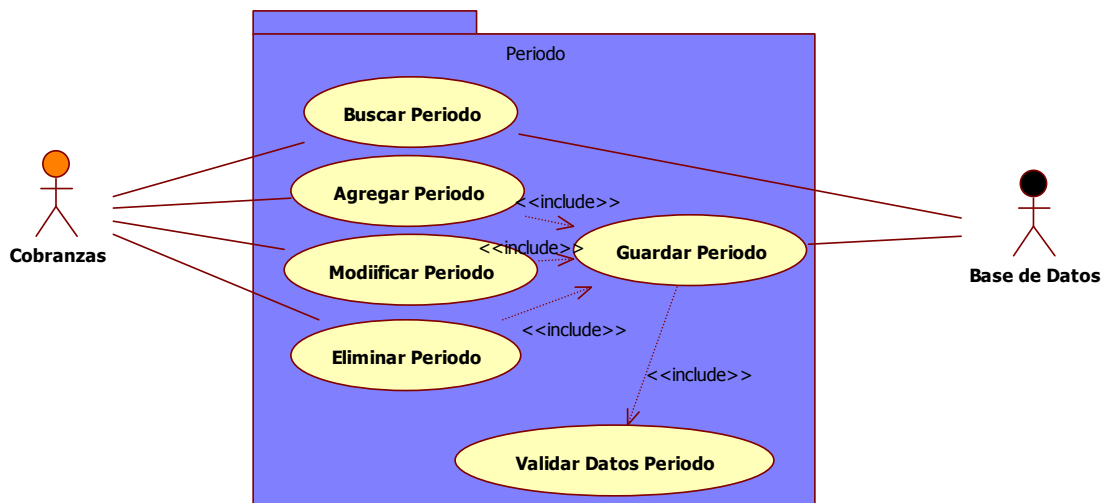 Periodo
Buscar Periodo
Agregar Periodo
<<include>>
Cobranzas
Modiificar Periodo
<<include>>
Guardar Periodo
Base de Datos
Eliminar Periodo
<<include>>
<<include>>
Validar Datos Periodo